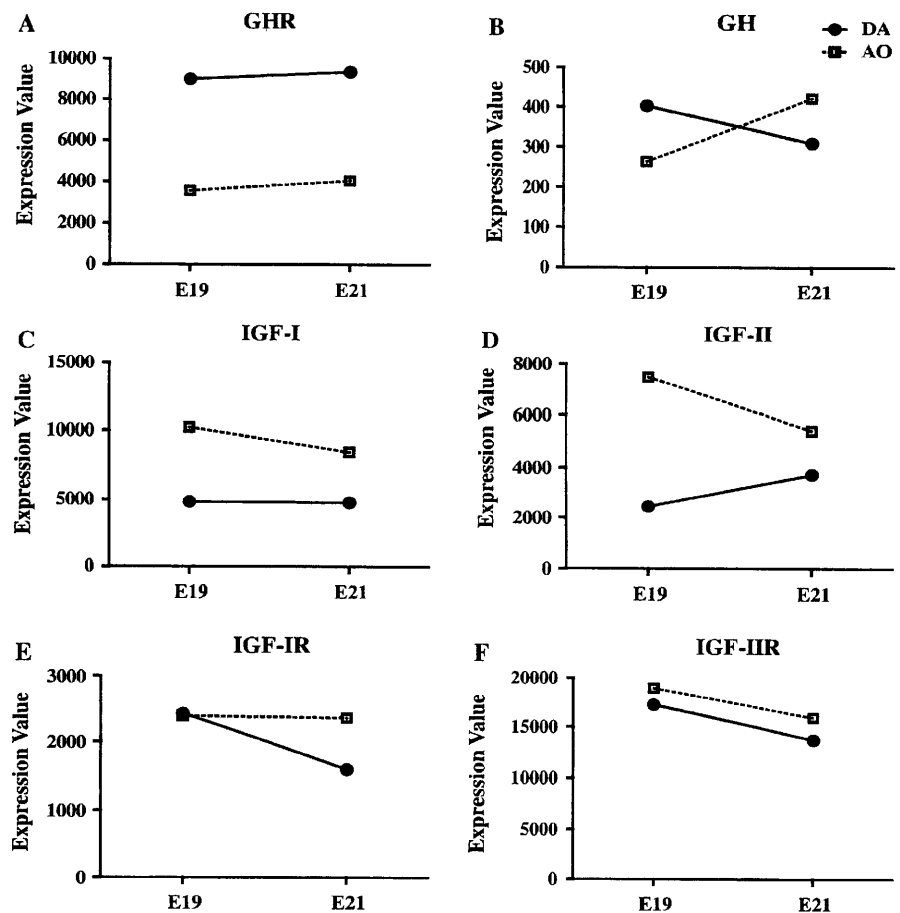 A
GHR
Expression Value
10000
8000
6000
4000
2000
0
E19
E21
B
GH
DA
AO
Expression Value
500
400
300
200
100
0
E19
E21
C
IGF-I
Expression Value
15000
10000
5000
0
E19
E21
D
IGF-II
Expression Value
8000
6000
4000
2000
0
E19
E21
E
IGF-IR
Expression Value
3000
2000
1000
0
E19
E21
F
IGF-IIR
Expression Value
20000
15000
10000
5000
0
E19
E21